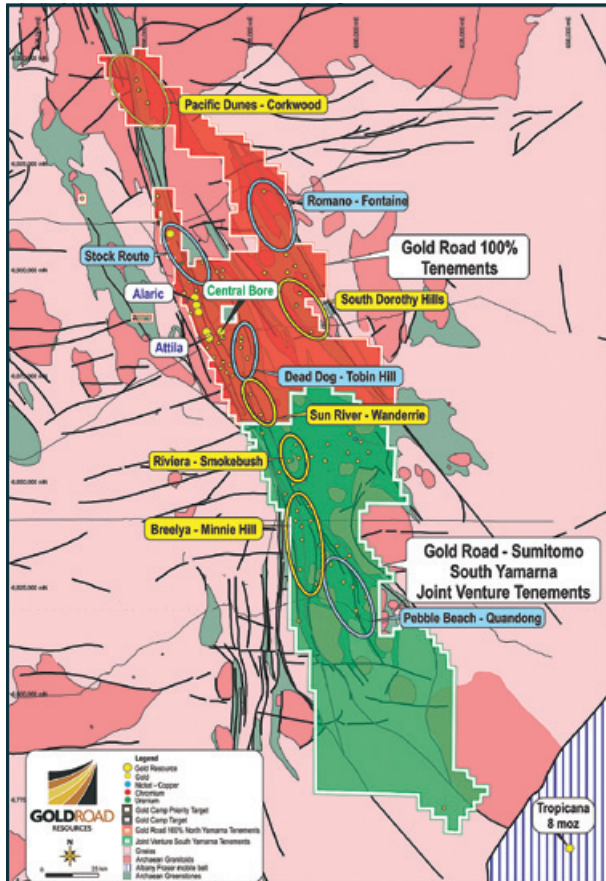 Pacific Dunes - Corkwood
Romano - Fontaine
Stock Route
Gold Road 100%
Tenements
Central Bore
Alaric
South Dorothy Hills
Attila
Dead Dog - Tobin Hill
Sun River - Wanderrie
Riviera - Smokebush
Breelya - Minnie Hill
Gold Road - Sumitomo
South Yamarna
Joint Venture Tenements
Pebble Beach - Quandong
Tropicana
8 moz
GOLDROAD
RESOURCES
N
0
25 km
Legend
Gold Resource
Gold
Nickel - Copper
Chromium
Uranium
Gold Camp Priority Target
Gold Camp Target
Gold Road 100% North Yamarna Tenements
Joint Venture South Yamarna Tenements
Gneiss
Archaean Granitoids
Albany Fraser mobile belt
Archaean Greenstones